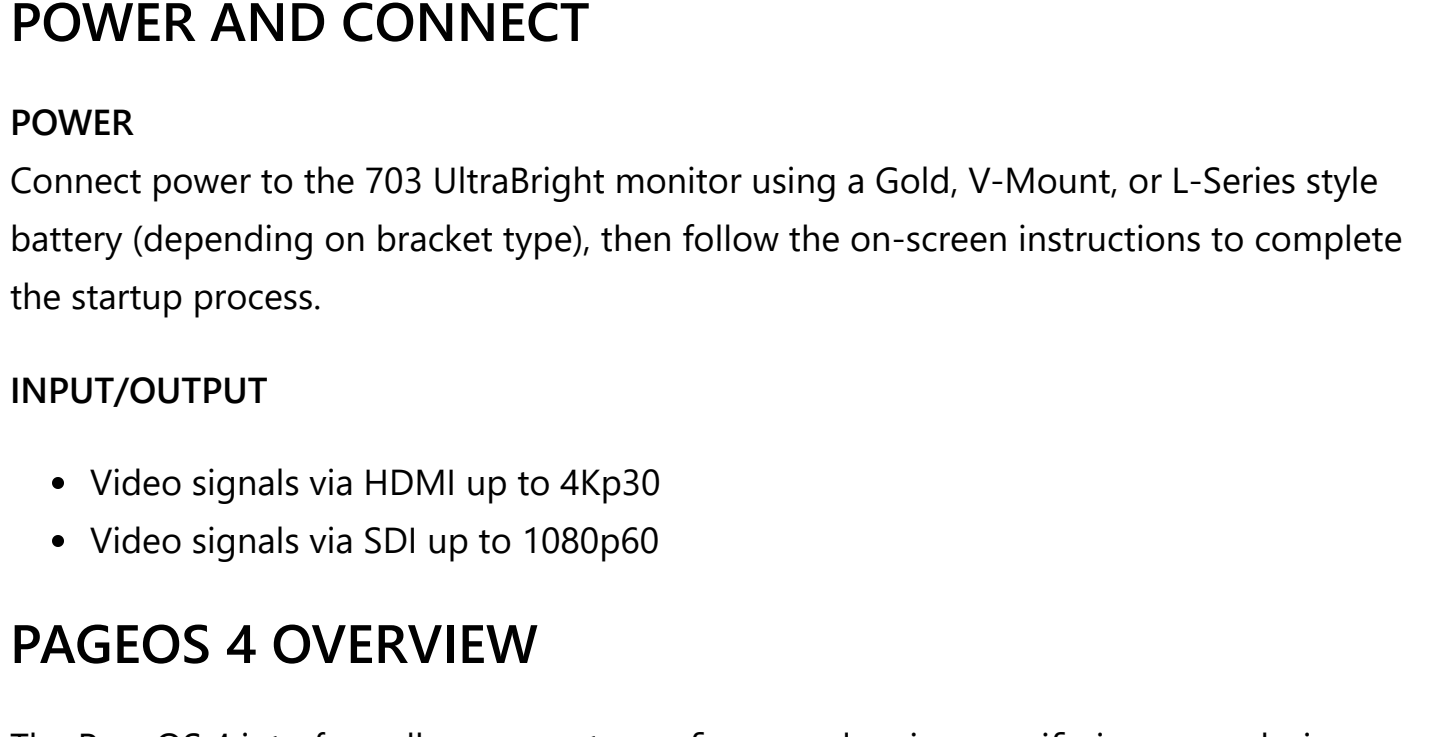 POWER AND CONNECT
POWER
Connect power to the 703 UltraBright monitor using a Gold, V-Mount, or L-Series style
battery (depending on bracket type), then follow the on-screen instructions to complete
the startup process.
INPUT/OUTPUT
• Video signals via HDMI up to 4Kp30
• Video signals via SDI up to 1080p60
PAGEOS 4 OVERVIEW